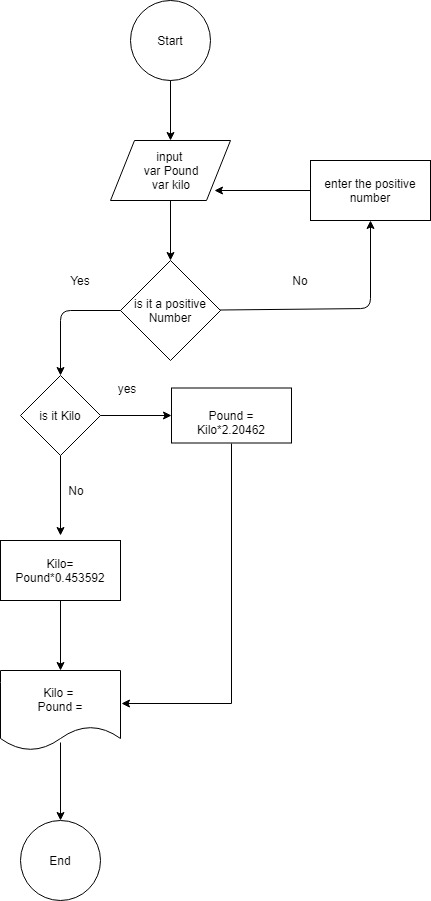 Start
input
var Pound
var kilo
enter the positive
number
is it a positive
Number
Yes
No
is it Kilo
yes
Pound =
Kilo*2.20462
No
Kilo=
Pound*0.453592
Kilo =
Pound =
End